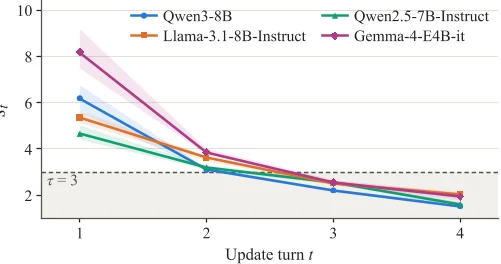 Qwen3-8B
Qwen2.5-7B-Instruct
Llama-3.1-8B-Instruct
Gemma-4-E4B-it
10
8
6
4
2
s_t
τ = 3
1
2
3
4
Update turn t